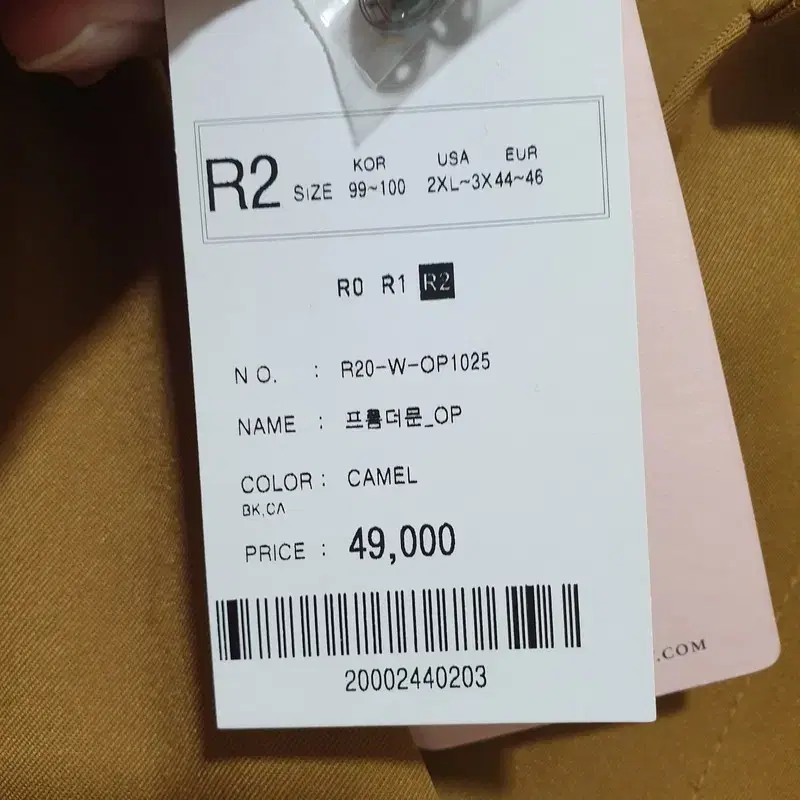 R2 SIZE KOR 99~100 USA 2XL~3X EUR 44~46
R0 R1 R2
NO. : R20-W-OP1025
NAME : 프롬더문_OP
COLOR : CAMEL
BK,CA
PRICE : 49,000
20002440203
.COM